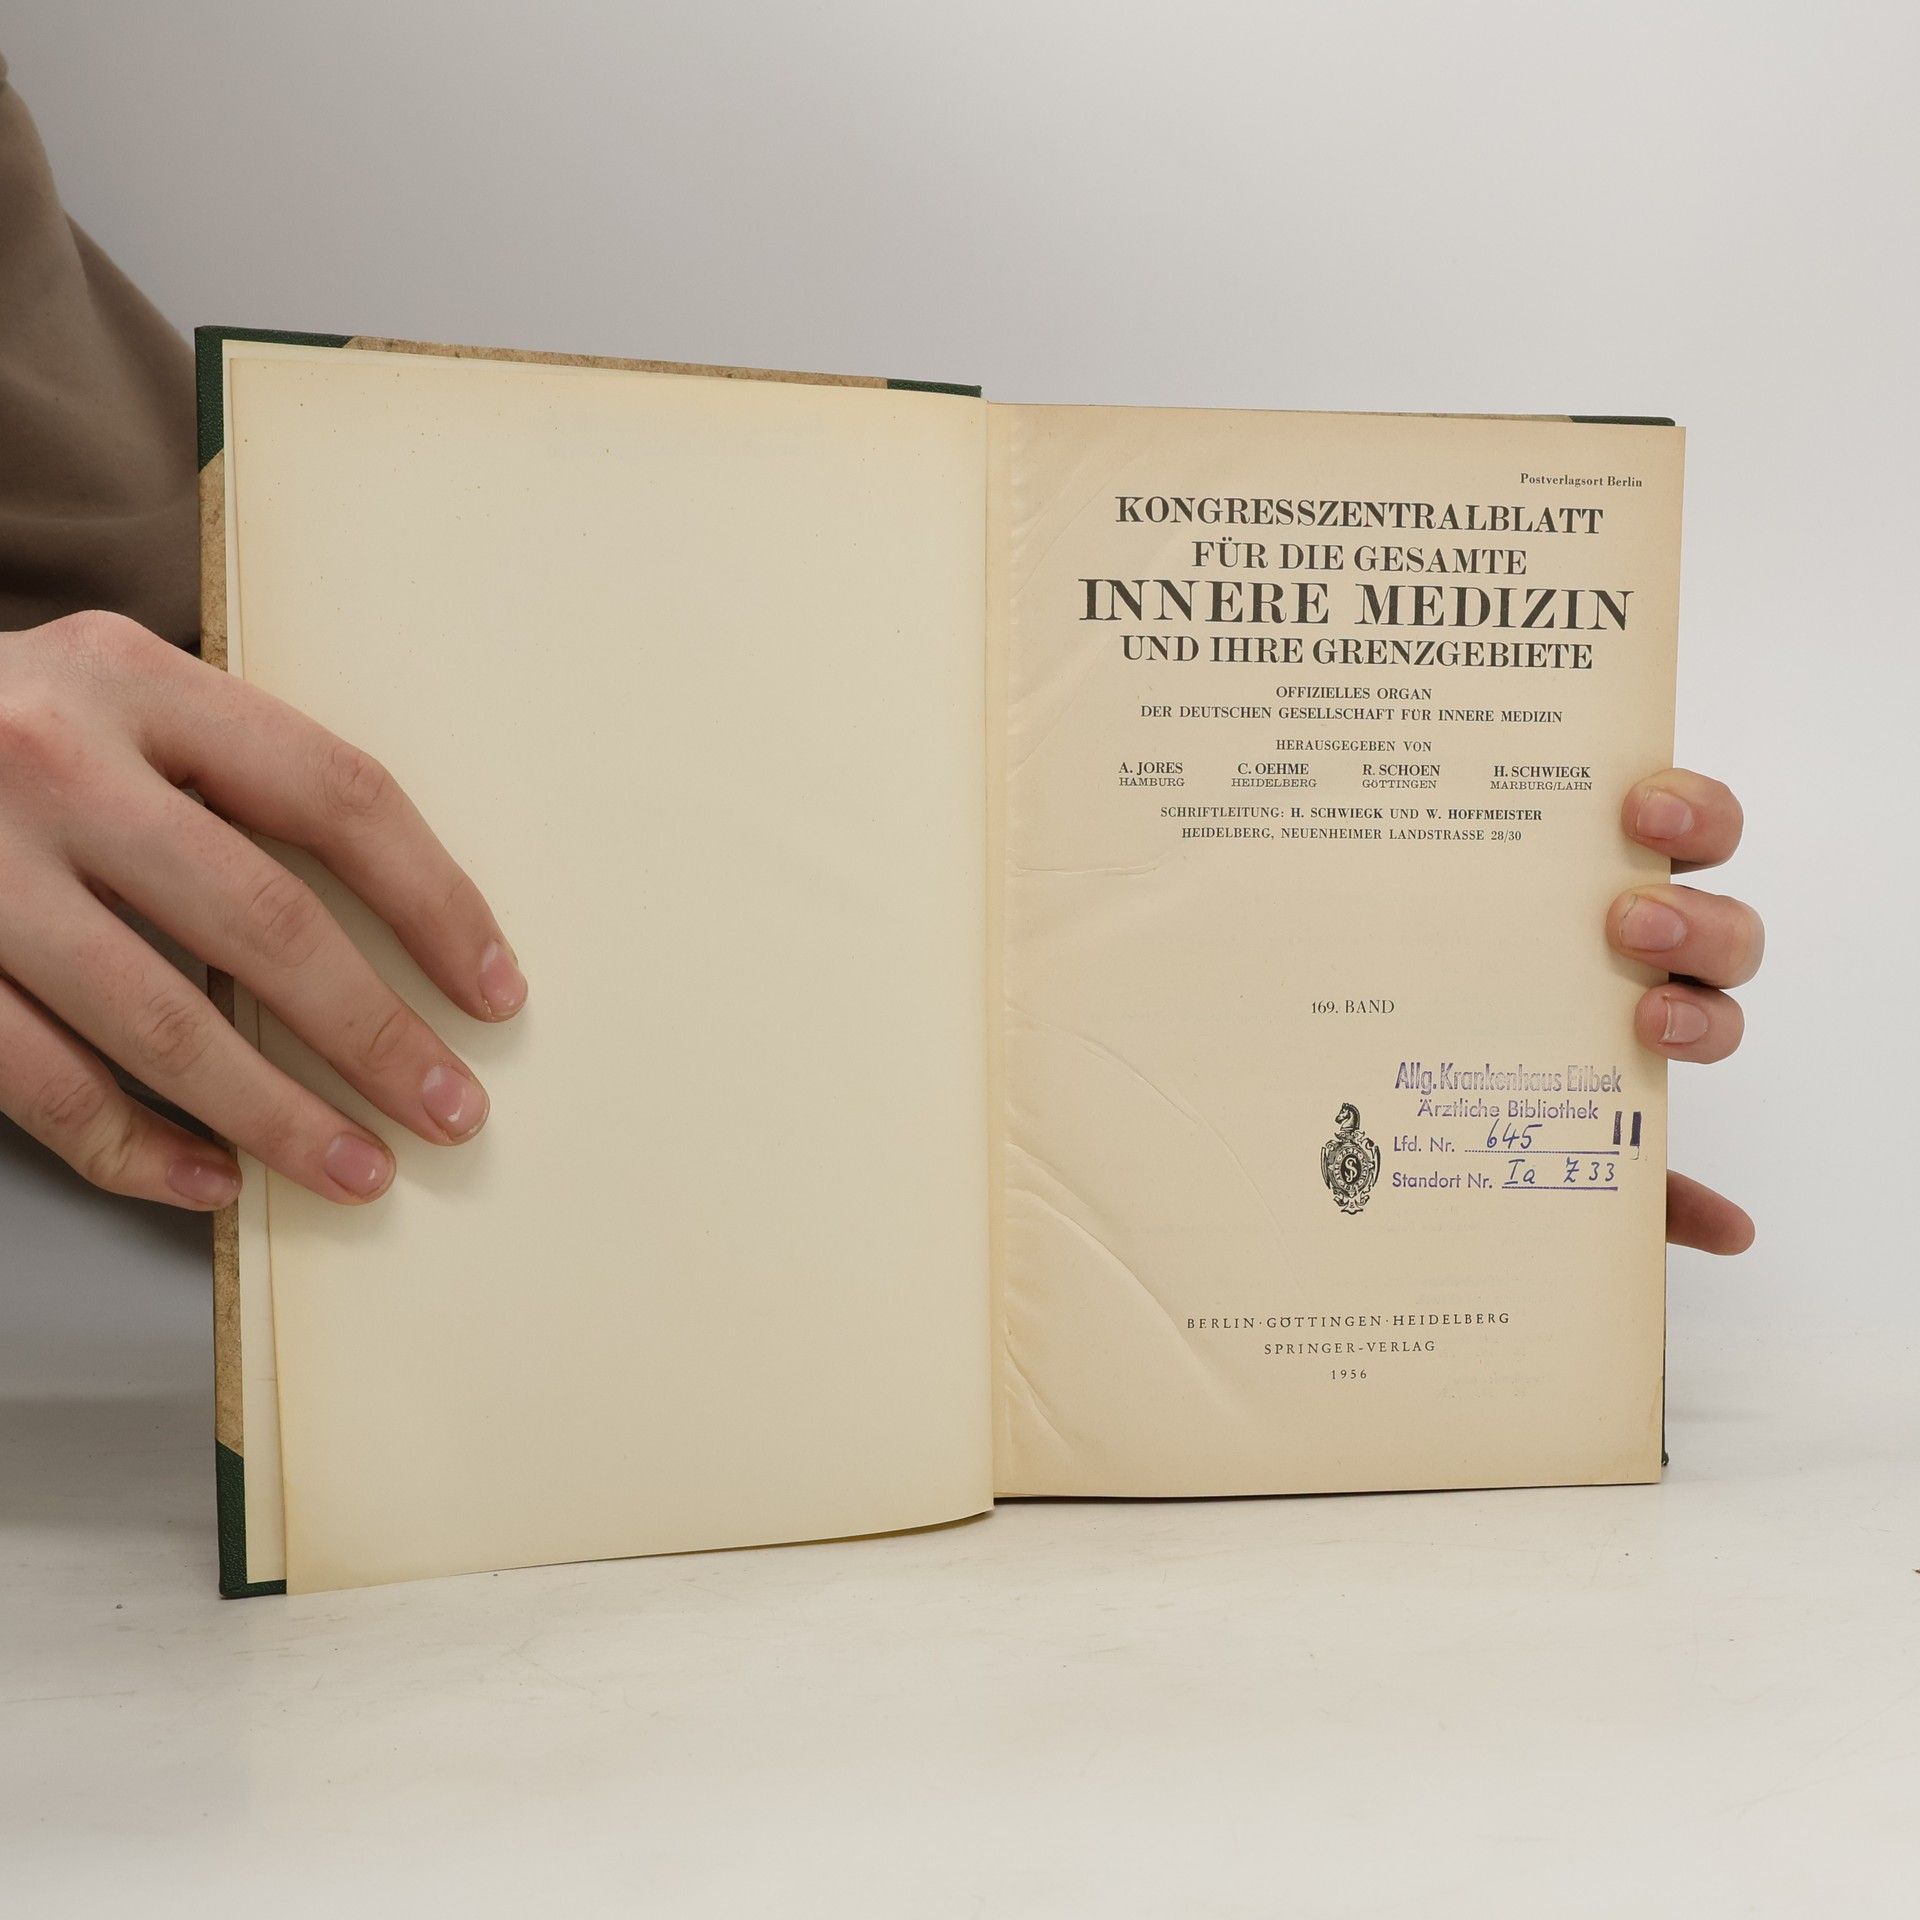 Postverlagsort Berlin
KONGRESSZENTRALBLATT
FÜR DIE GESAMTE
INNERE MEDIZIN
UND IHRE GRENZGEBIETE
OFFIZIELLES ORGAN
DER DEUTSCHEN GESELLSCHAFT FÜR INNERE MEDIZIN
HERAUSGEGEBEN VON
A. JORES C. OEHME R. SCHOEN H. SCHWIEGK
HAMBURG HEIDELBERG GÖTTINGEN MARBURG/LAHN
SCHRIFTLEITUNG: H. SCHWIEGK UND W. HOFFMEISTER
HEIDELBERG, NEUENHEIMER LANDSTRASSE 28/30
169. BAND
Allg. Krankenhaus Eilbek
Ärztliche Bibliothek II
Lfd. Nr. 645
Standort Nr. Ia Z 33
BERLIN · GÖTTINGEN · HEIDELBERG
SPRINGER-VERLAG
1956